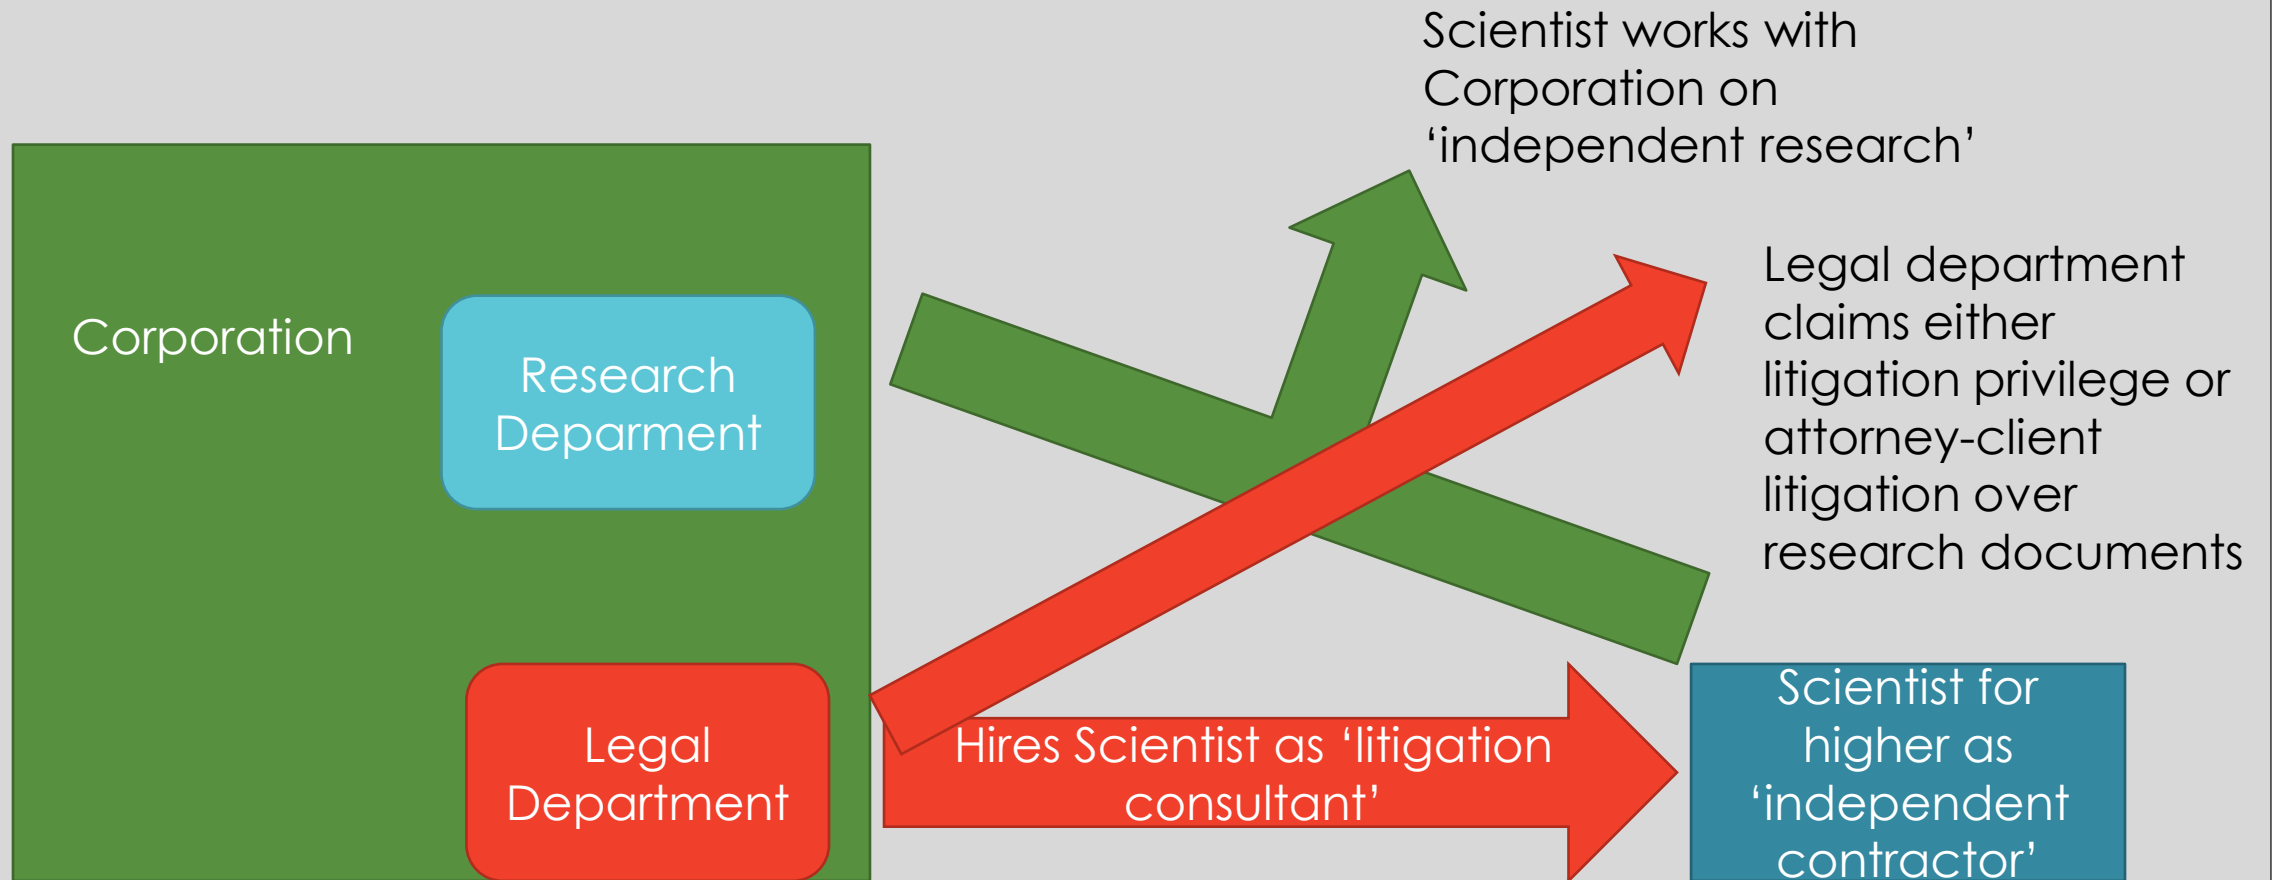 Scientist works with
Corporation on
‘independent research’
Corporation
Research
Deparment
Legal department
claims either
litigation privilege or
attorney-client
litigation over
research documents
Legal
Department
Hires Scientist as ‘litigation
consultant’
Scientist for
higher as
‘independent
contractor’